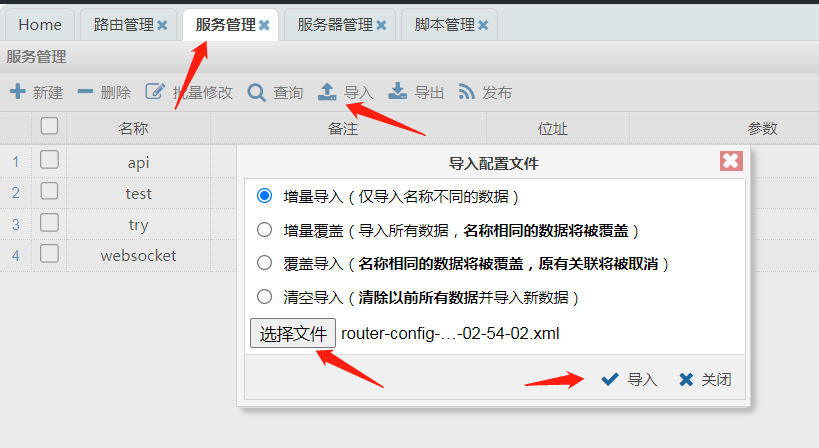 Home 路由管理 服务管理 服务器管理 脚本管理
服务管理
新建 删除 批量修改 查询 导入 导出 发布
名称 备注 位址 参数
1 api
2 test
3 try
4 websocket
导入配置文件
增量导入（仅导入名称不同的数据）
增量覆盖（导入所有数据，名称相同的数据将被覆盖）
覆盖导入（名称相同的数据将被覆盖，原有关联将被取消）
清空导入（清除以前所有数据并导入新数据）
选择文件 router-config-...-02-54-02.xml
导入 关闭